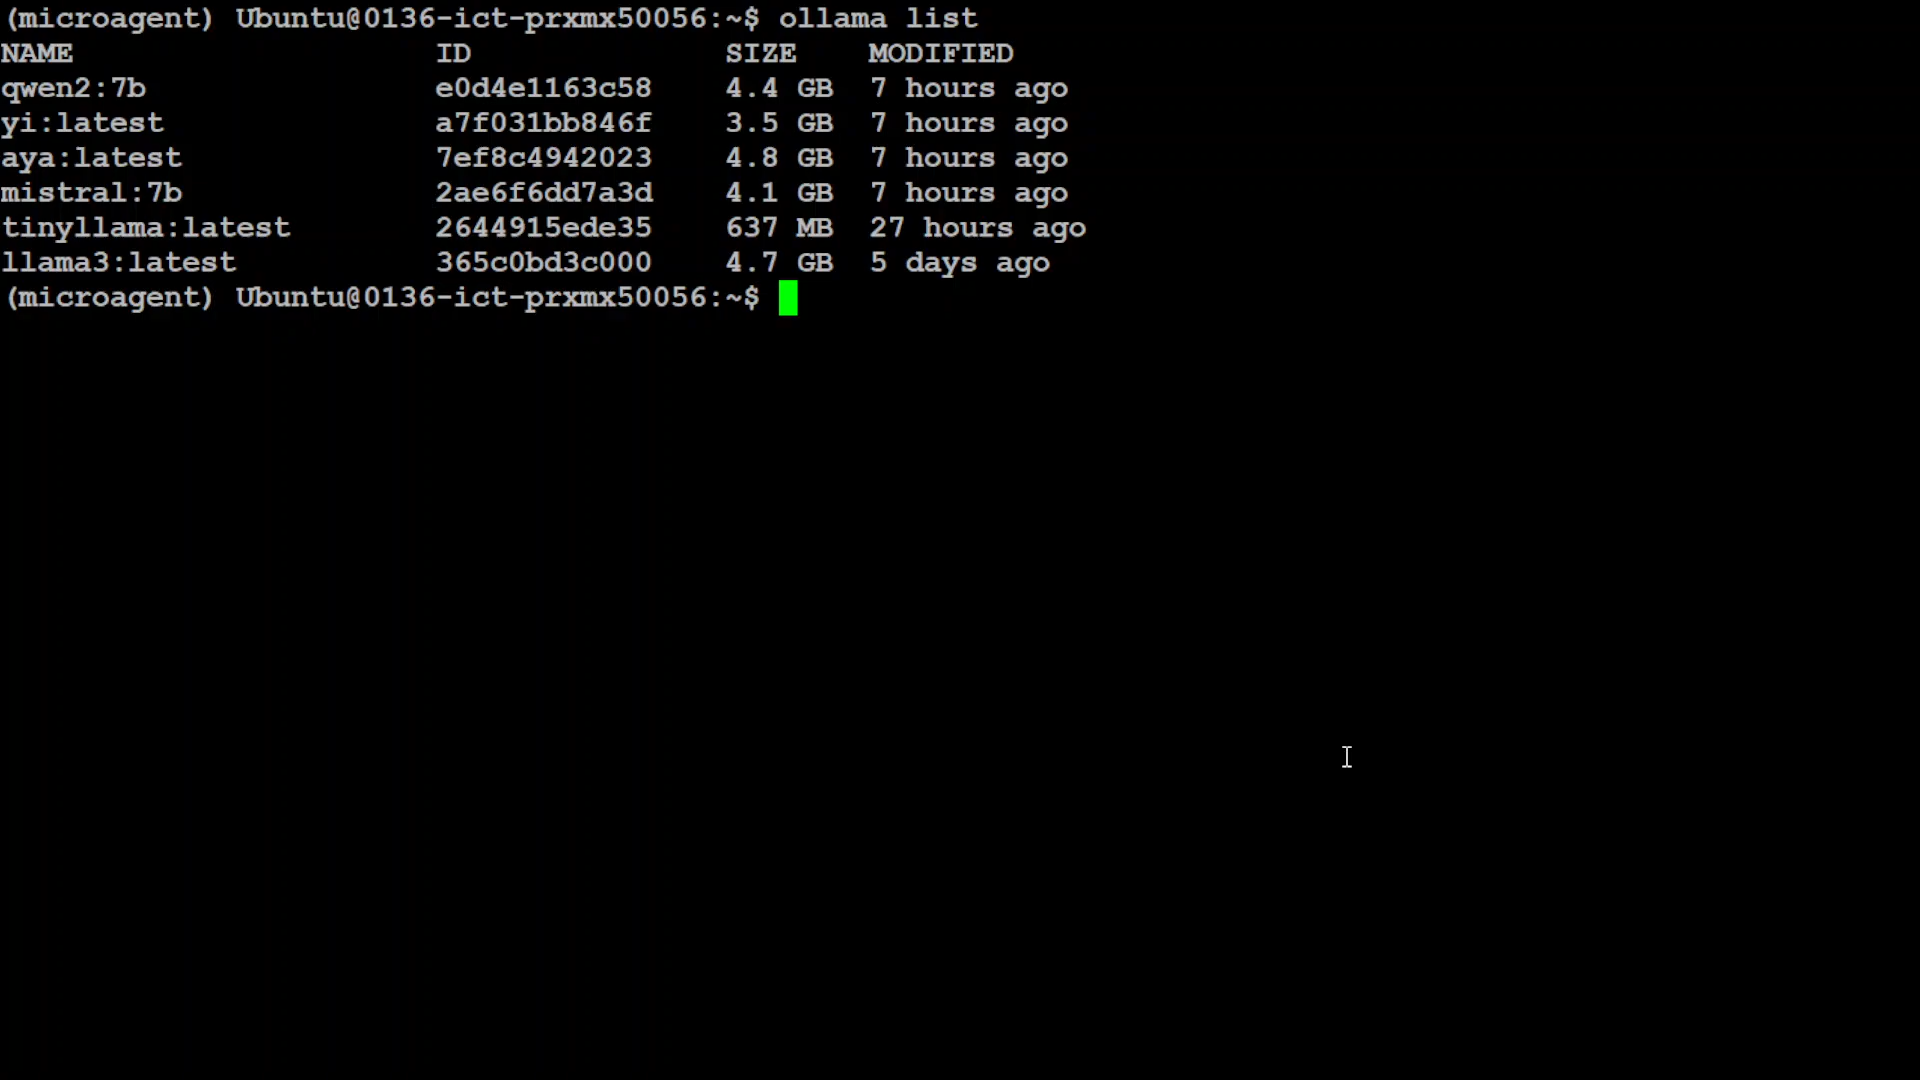 (microagent) Ubuntu@0136-ict-prxmx50056:~$ ollama list
NAME ID SIZE MODIFIED
qwen2:7b e0d4e1163c58 4.4 GB 7 hours ago
yi:latest a7f031bb846f 3.5 GB 7 hours ago
aya:latest 7ef8c4942023 4.8 GB 7 hours ago
mistral:7b 2ae6f6dd7a3d 4.1 GB 7 hours ago
tinyllama:latest 2644915ede35 637 MB 27 hours ago
llama3:latest 365c0bd3c000 4.7 GB 5 days ago
(microagent) Ubuntu@0136-ict-prxmx50056:~$